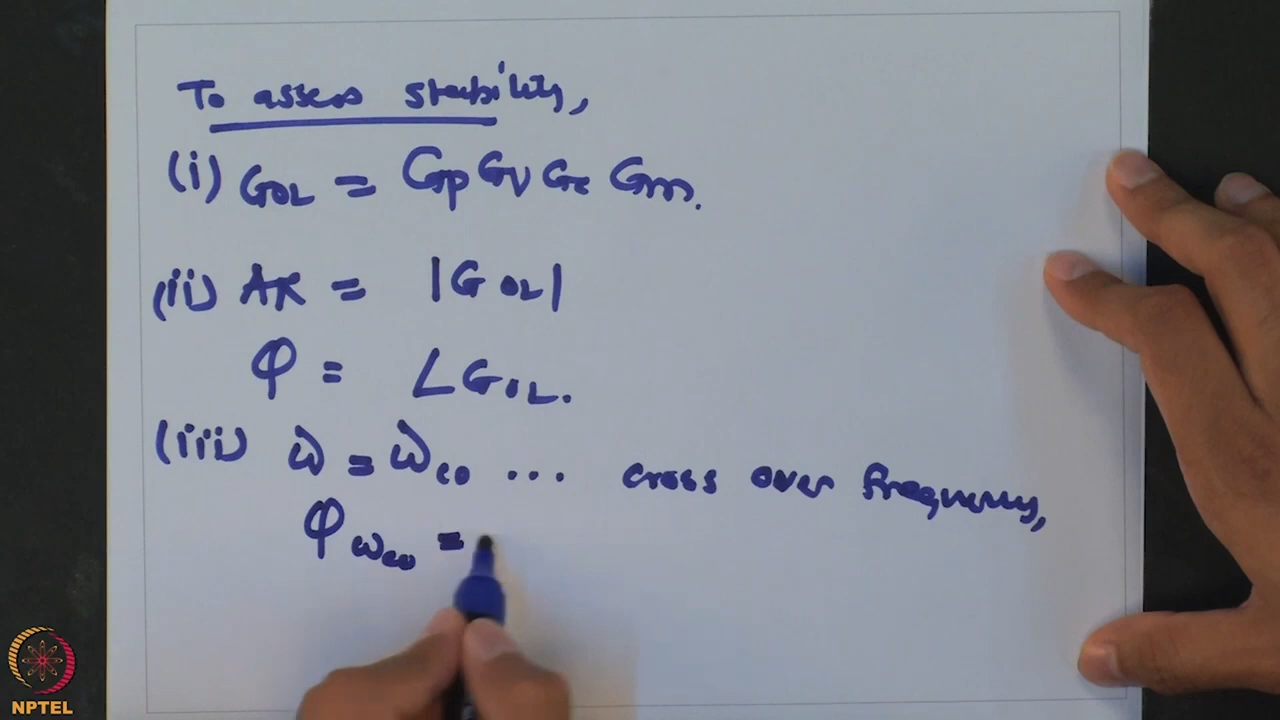 To assess stability,
(i) GOL = Gp Gv Gc Gm.
(ii) AR = |GOL|
φ = ∠GOL.
(iii) ω = ωco ... cross over frequency,
φωco =
NPTEL